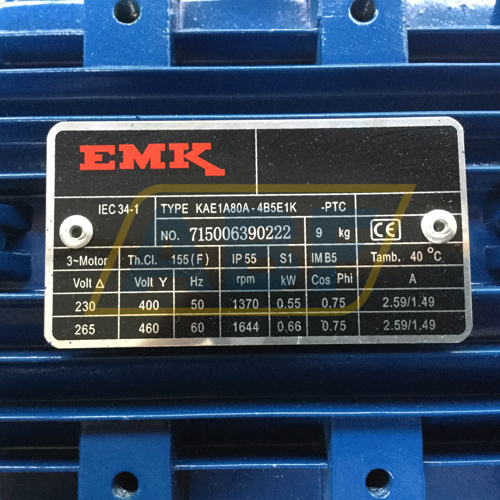 EMK
IEC 34-1 TYPE KAE1A80A - 4B5E1K -PTC
NO. 715006390222 9 kg CE
3~Motor Th.Cl. 155 (F) IP 55 S1 IM B5 Tamb. 40 °C
Volt Δ Volt Y Hz rpm kW Cos Phi A
230 400 50 1370 0.55 0.75 2.59/1.49
265 460 60 1644 0.66 0.75 2.59/1.49